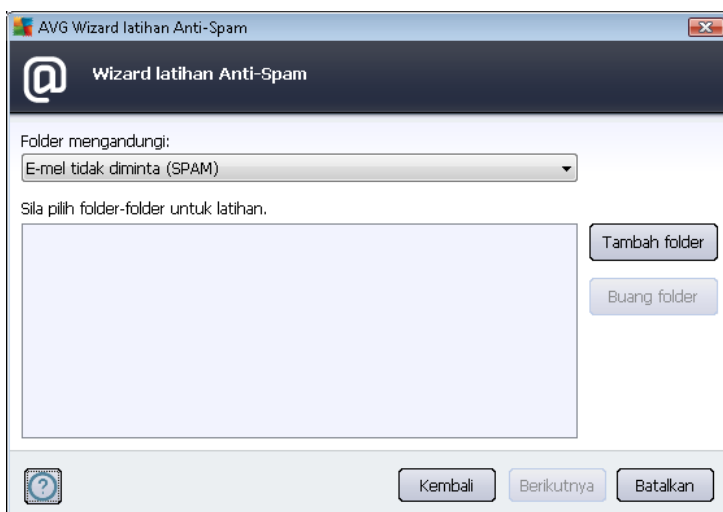 AVG Wizard latihan Anti-Spam
Wizard latihan Anti-Spam
Folder mengandungi:
E-mel tidak diminta (SPAM)
Sila pilih folder-folder untuk latihan.
Tambah folder
Buang folder
Kembali
Berikutnya
Batalkan